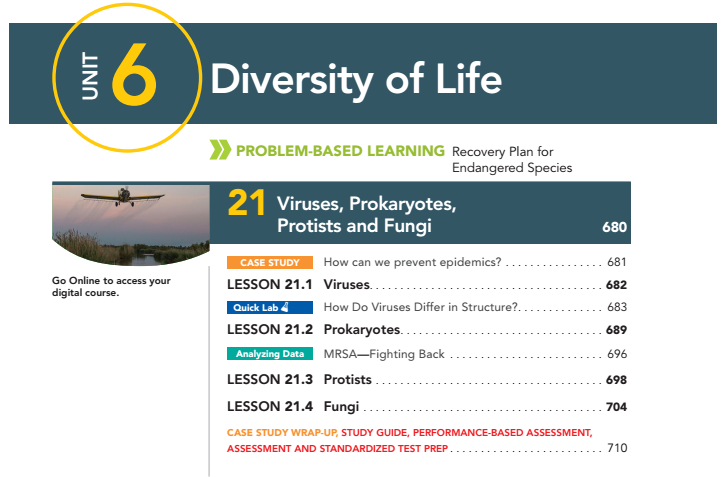 UNIT 6 Diversity of Life
PROBLEM-BASED LEARNING Recovery Plan for
Endangered Species
21 Viruses, Prokaryotes,
Protists and Fungi 680
Go Online to access your
digital course.
CASE STUDY How can we prevent epidemics? . . . . . . . . . . . . . . . 681
LESSON 21.1 Viruses. . . . . . . . . . . . . . . . . . . . . . . . . . . . . . . . . . . . 682
Quick Lab How Do Viruses Differ in Structure?. . . . . . . . . . . . . 683
LESSON 21.2 Prokaryotes. . . . . . . . . . . . . . . . . . . . . . . . . . . . . . . 689
Analyzing Data MRSA—Fighting Back . . . . . . . . . . . . . . . . . . . . . . . 696
LESSON 21.3 Protists . . . . . . . . . . . . . . . . . . . . . . . . . . . . . . . . . . . 698
LESSON 21.4 Fungi . . . . . . . . . . . . . . . . . . . . . . . . . . . . . . . . . . . . . 704
CASE STUDY WRAP-UP, STUDY GUIDE, PERFORMANCE-BASED ASSESSMENT,
ASSESSMENT AND STANDARDIZED TEST PREP . . . . . . . . . . . . . . . . . . . . . . . 710